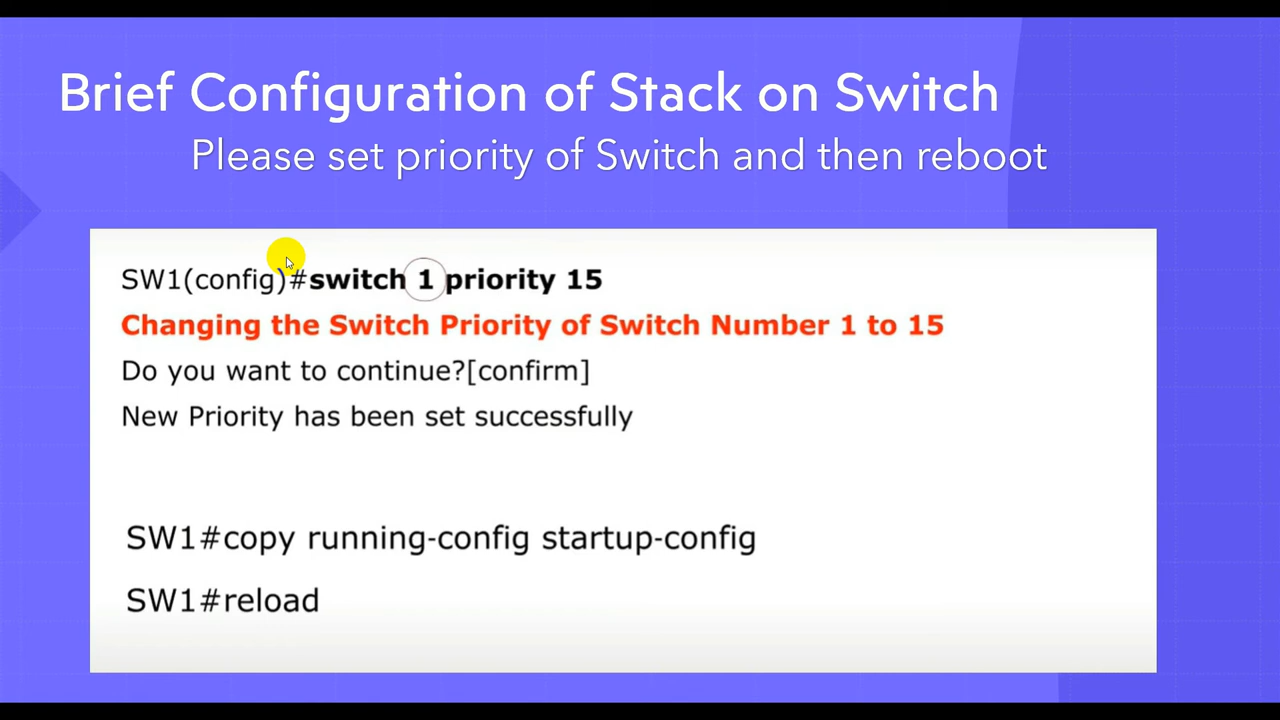 Brief Configuration of Stack on Switch
Please set priority of Switch and then reboot
SW1(config)#switch 1 priority 15
Changing the Switch Priority of Switch Number 1 to 15
Do you want to continue?[confirm]
New Priority has been set successfully
SW1#copy running-config startup-config
SW1#reload